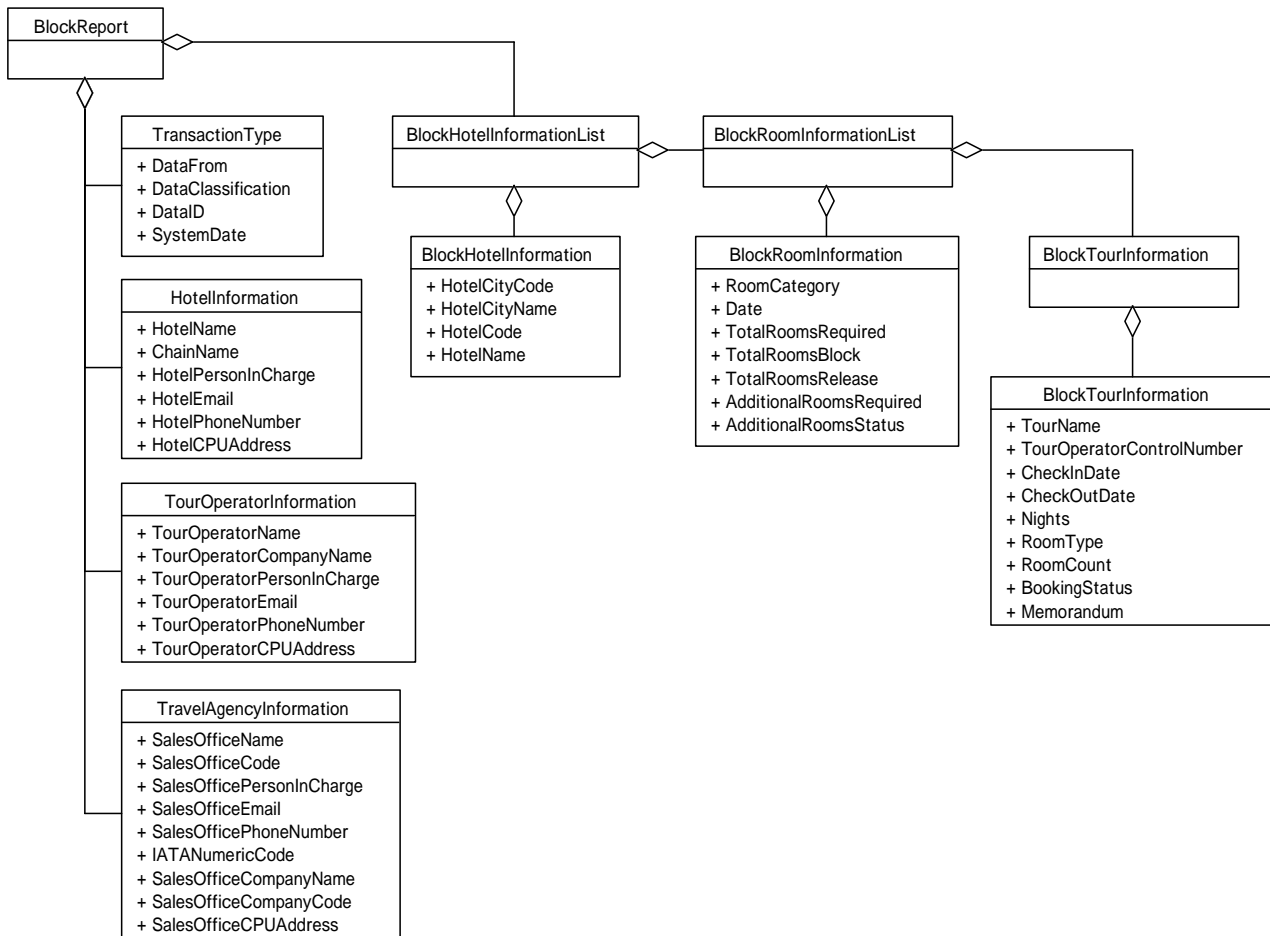 BlockReport
TransactionType
+ DataFrom
+ DataClassification
+ DataID
+ SystemDate
HotelInformation
+ HotelName
+ ChainName
+ HotelPersonInCharge
+ HotelEmail
+ HotelPhoneNumber
+ HotelCPUAddress
TourOperatorInformation
+ TourOperatorName
+ TourOperatorCompanyName
+ TourOperatorPersonInCharge
+ TourOperatorEmail
+ TourOperatorPhoneNumber
+ TourOperatorCPUAddress
TravelAgencyInformation
+ SalesOfficeName
+ SalesOfficeCode
+ SalesOfficePersonInCharge
+ SalesOfficeEmail
+ SalesOfficePhoneNumber
+ IATANumericCode
+ SalesOfficeCompanyName
+ SalesOfficeCompanyCode
+ SalesOfficeCPUAddress
BlockHotelInformationList
BlockHotelInformation
+ HotelCityCode
+ HotelCityName
+ HotelCode
+ HotelName
BlockRoomInformationList
BlockRoomInformation
+ RoomCategory
+ Date
+ TotalRoomsRequired
+ TotalRoomsBlock
+ TotalRoomsRelease
+ AdditionalRoomsRequired
+ AdditionalRoomsStatus
BlockTourInformation
BlockTourInformation
+ TourName
+ TourOperatorControlNumber
+ CheckInDate
+ CheckOutDate
+ Nights
+ RoomType
+ RoomCount
+ BookingStatus
+ Memorandum